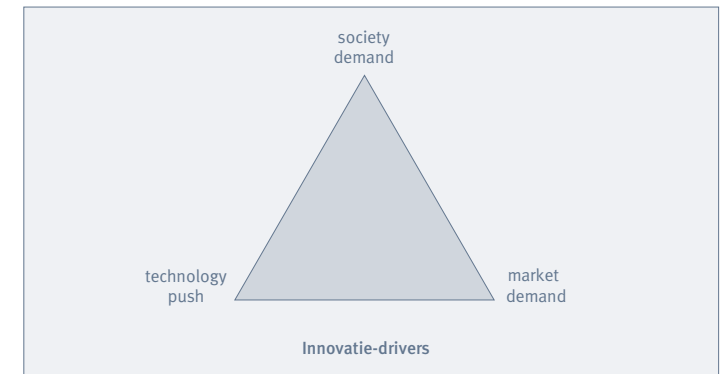 society
demand
technology
push
market
demand
Innovatie-drivers